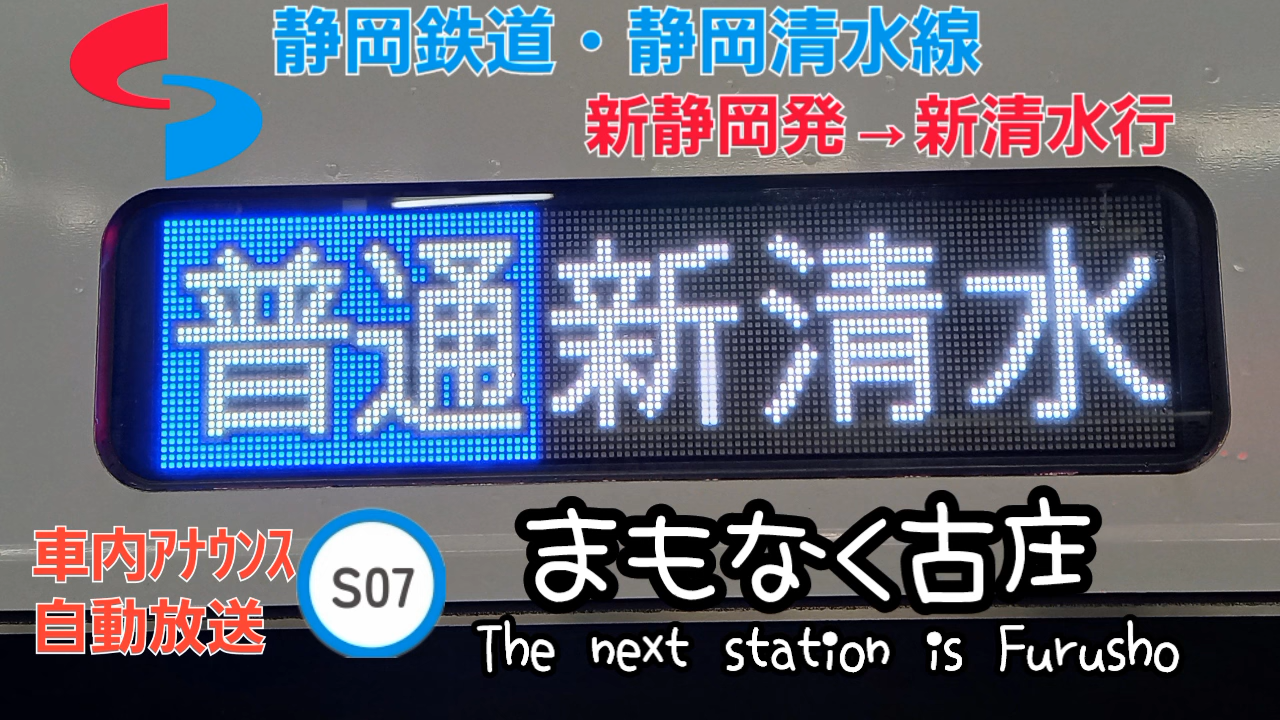 静岡鉄道・静岡清水線
新静岡発→新清水行
普通 新清水
車内ｱﾅｳﾝｽ
自動放送
S07
まもなく古庄
The next station is Furusho